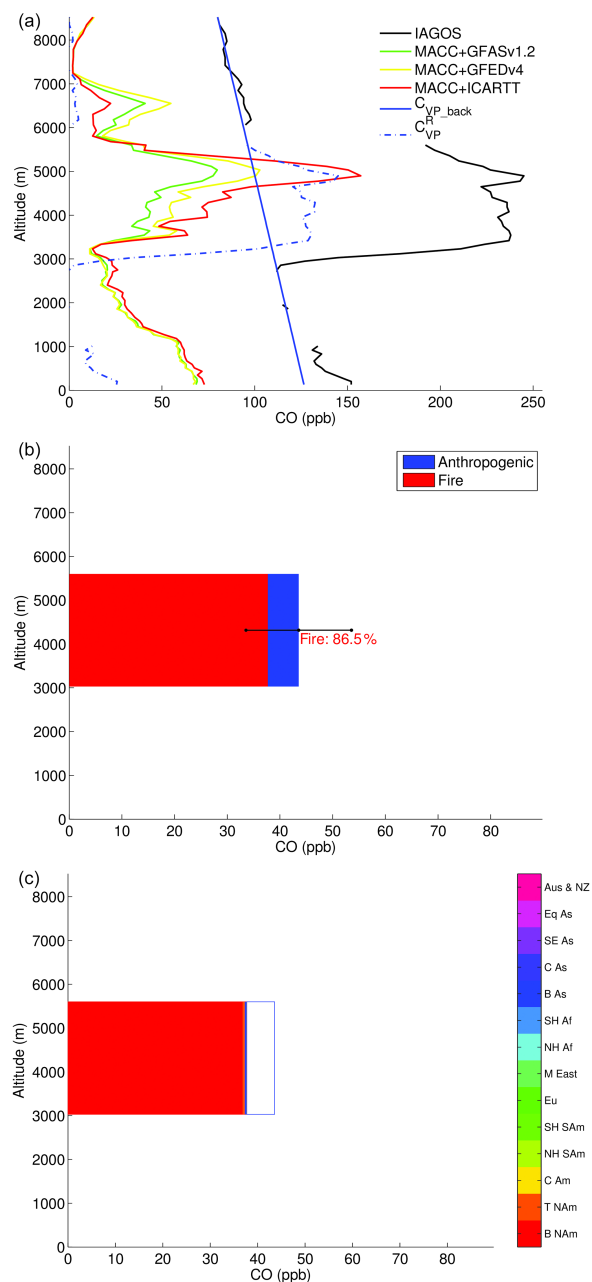 (a)
8000
7000
6000
5000
4000
3000
2000
1000
0
Altitude (m)
0 50 100 150 200 250
CO (ppb)
IAGOS
MACC+GFASv1.2
MACC+GFEDv4
MACC+ICARTT
C_VP_back
C^R_VP
(b)
8000
7000
6000
5000
4000
3000
2000
1000
0
Altitude (m)
0 10 20 30 40 50 60 70 80
CO (ppb)
Anthropogenic
Fire
Fire: 86.5%
(c)
8000
7000
6000
5000
4000
3000
2000
1000
0
Altitude (m)
0 10 20 30 40 50 60 70 80
CO (ppb)
Aus & NZ
Eq As
SE As
C As
B As
SH Af
NH Af
M East
Eu
SH SAm
NH SAm
C Am
T NAm
B NAm